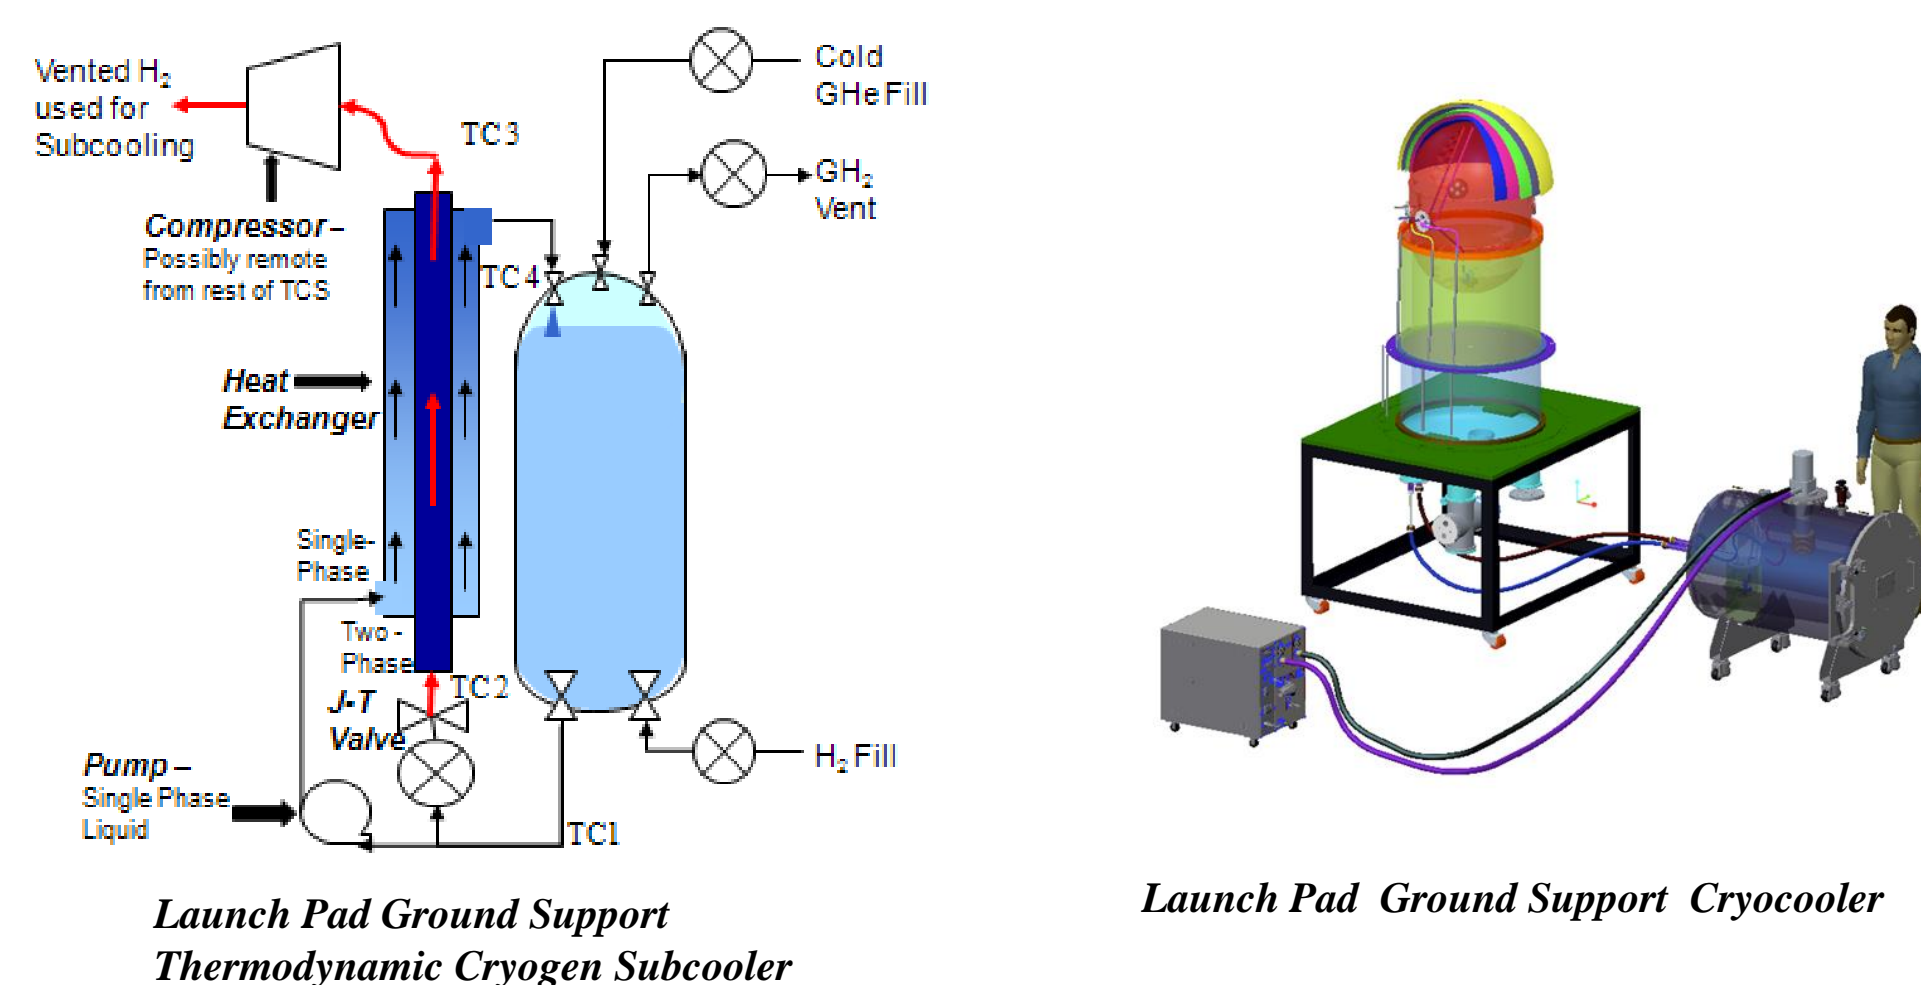 Vented H₂
used for
Subcooling
Compressor –
Possibly remote
from rest of TCS
TC3
TC4
Cold
GHe Fill
GH₂
Vent
Heat
Exchanger
Single-
Phase
Two -
Phase
TC2
J-T
Valve
Pump –
Single Phase
Liquid
TC1
H₂ Fill
Launch Pad Ground Support
Thermodynamic Cryogen Subcooler
Launch Pad Ground Support Cryocooler